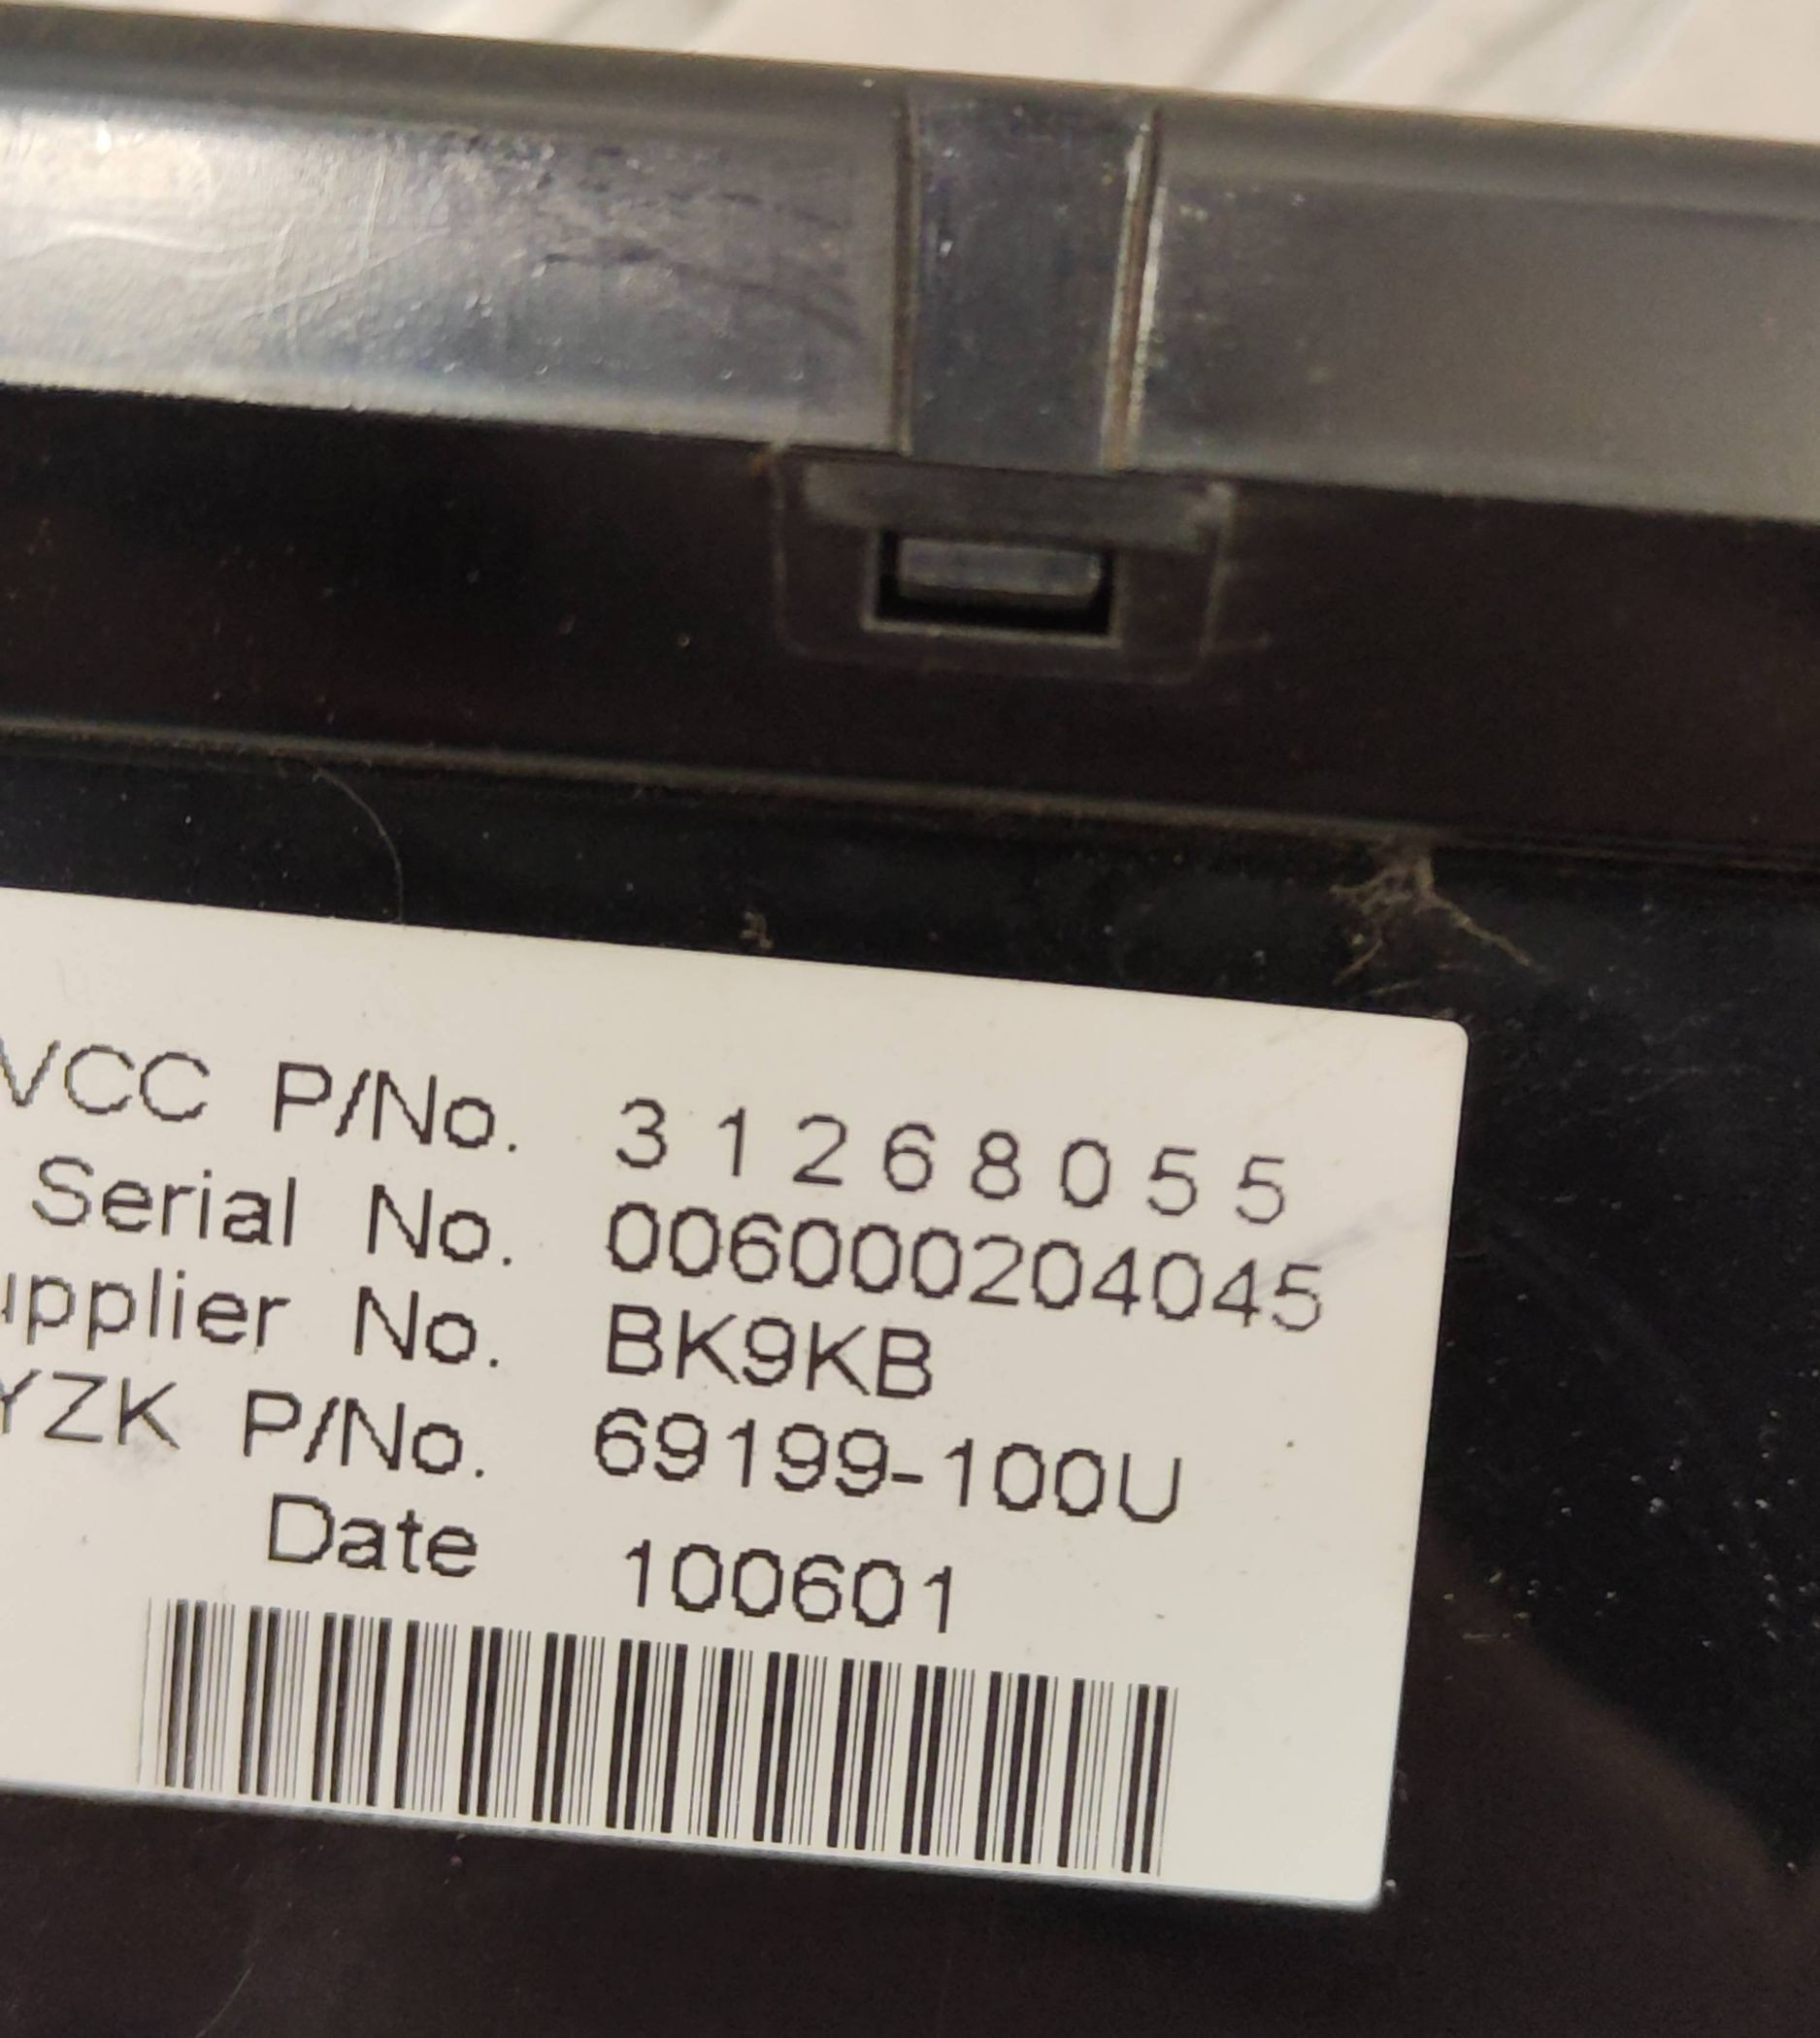 VCC P/No. 31268055
Serial No. 006000204045
upplier No. BK9KB
YZK P/No. 69199-100U
Date 100601